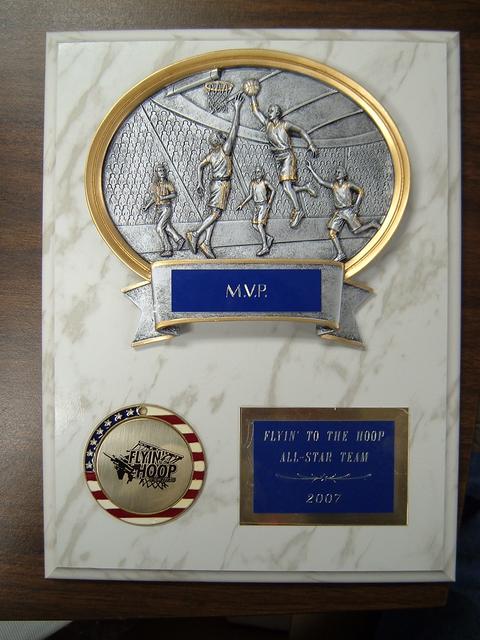 M.V.P.
FLYIN'
HOOP
FLYIN' TO THE HOOP
ALL-STAR TEAM
2007